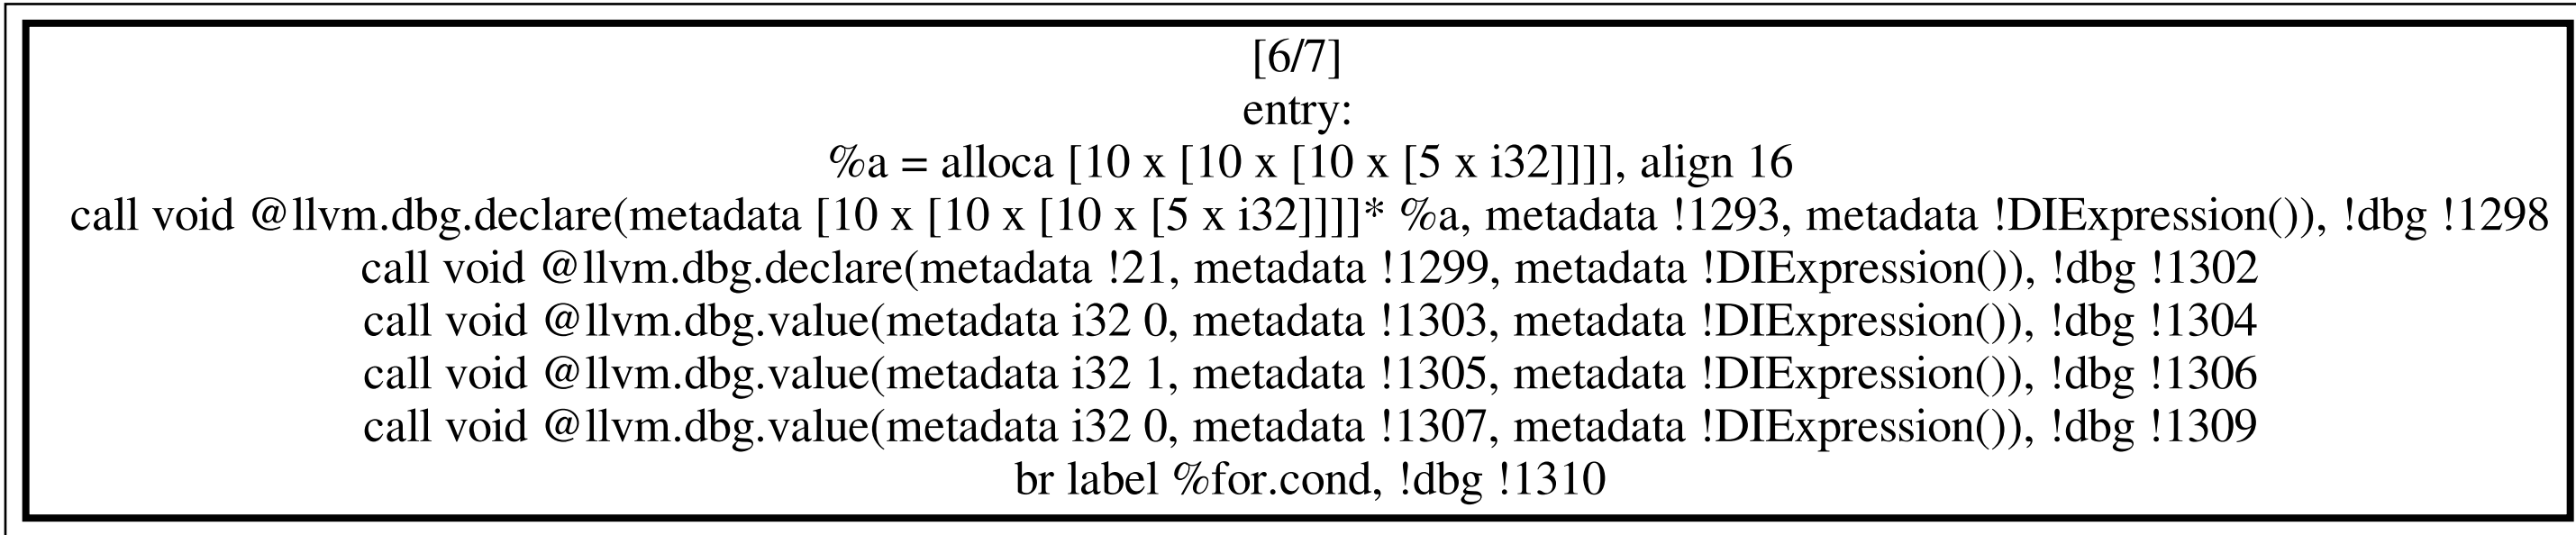 [6/7]
entry:
%a = alloca [10 x [10 x [10 x [5 x i32]]]], align 16
call void @llvm.dbg.declare(metadata [10 x [10 x [10 x [5 x i32]]]]* %a, metadata !1293, metadata !DIExpression()), !dbg !1298
call void @llvm.dbg.declare(metadata !21, metadata !1299, metadata !DIExpression()), !dbg !1302
call void @llvm.dbg.value(metadata i32 0, metadata !1303, metadata !DIExpression()), !dbg !1304
call void @llvm.dbg.value(metadata i32 1, metadata !1305, metadata !DIExpression()), !dbg !1306
call void @llvm.dbg.value(metadata i32 0, metadata !1307, metadata !DIExpression()), !dbg !1309
br label %for.cond, !dbg !1310